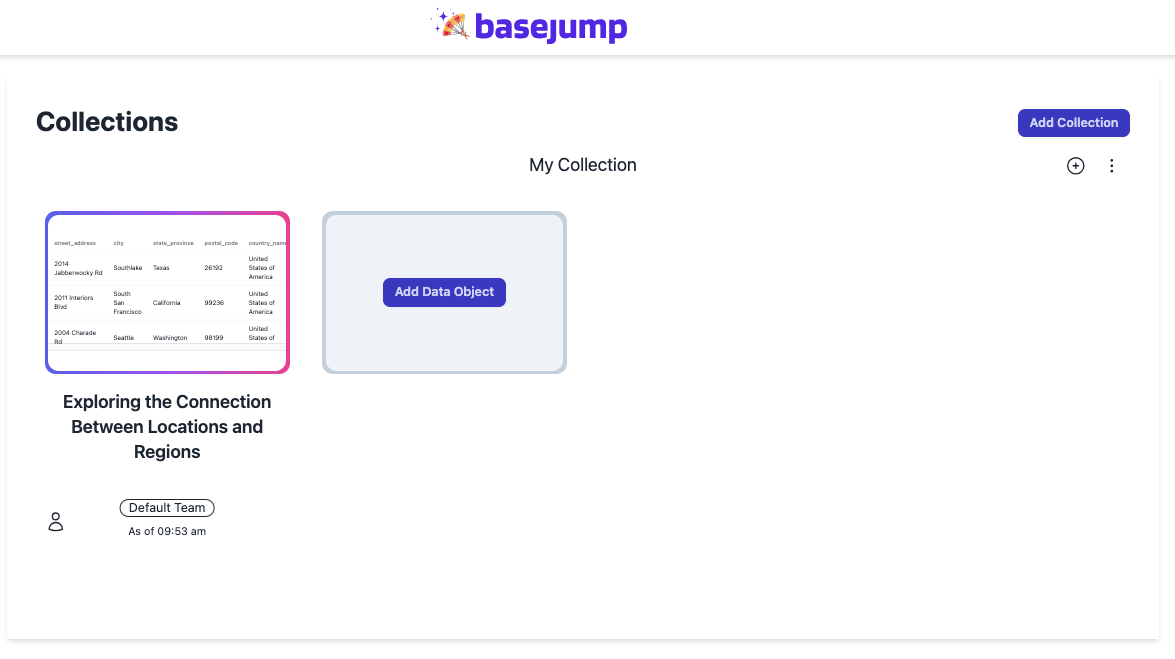 basejump
Collections
Add Collection
My Collection
street_address city state_province postal_code country_name
2014 Jabberwocky Rd Southlake Texas 26192 United States of America
2011 Interiors Blvd South San Francisco California 99236 United States of America
2004 Charade Rd Seattle Washington 98199 United States of
Add Data Object
Exploring the Connection
Between Locations and
Regions
Default Team
As of 09:53 am